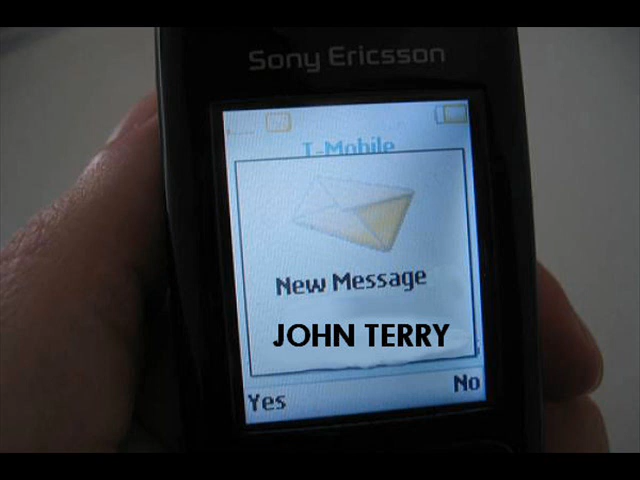 Sony Ericsson
T-Mobile
New Message
JOHN TERRY
Yes
No